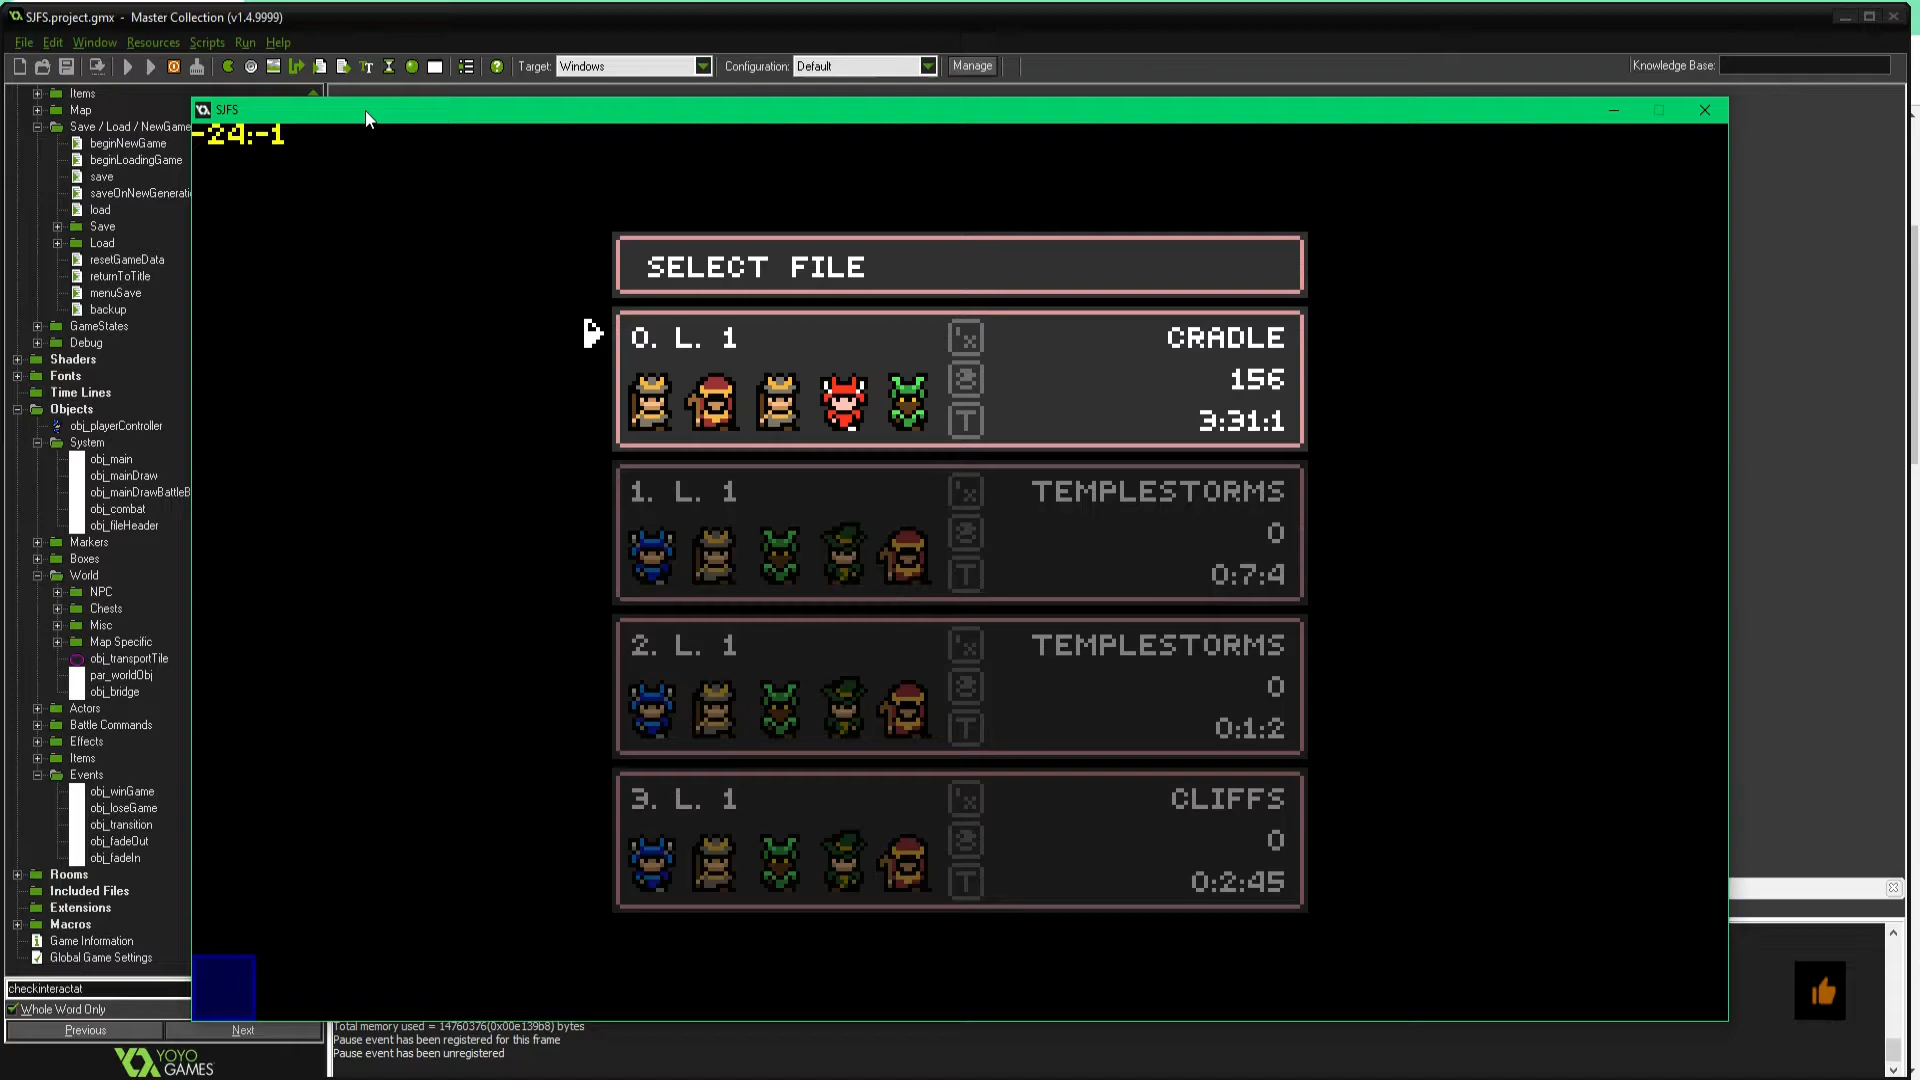 SJFS.project.gmx - Master Collection (v1.4.9999)
File Edit Window Resources Scripts Run Help
Target: Windows Configuration: Default Manage Knowledge Base:
Items
Map
Save / Load / NewGame
beginNewGame
beginLoadingGame
save
saveOnNewGenerati
load
Save
Load
resetGameData
returnToTitle
menuSave
backup
GameStates
Debug
Shaders
Fonts
Time Lines
Objects
obj_playerController
System
obj_main
obj_mainDraw
obj_mainDrawBattleB
obj_combat
obj_fileHeader
Markers
Boxes
World
NPC
Chests
Misc
Map Specific
obj_transportTile
par_worldObj
obj_bridge
Actors
Battle Commands
Effects
Items
Events
obj_winGame
obj_loseGame
obj_transition
obj_fadeOut
obj_fadeIn
Rooms
Included Files
Extensions
Macros
Game Information
Global Game Settings
checkinteractat
Whole Word Only
Previous Next
YOYO
GAMES
SJFS
-24:-1
SELECT FILE
0. L. 1 CRADLE
156
T 3:31:1
1. L. 1 TEMPLESTORMS
0
T 0:7:4
2. L. 1 TEMPLESTORMS
0
T 0:1:2
3. L. 1 CLIFFS
0
T 0:2:45
Total memory used = 14760376(0x00e139b8) bytes
Pause event has been registered for this frame
Pause event has been unregistered